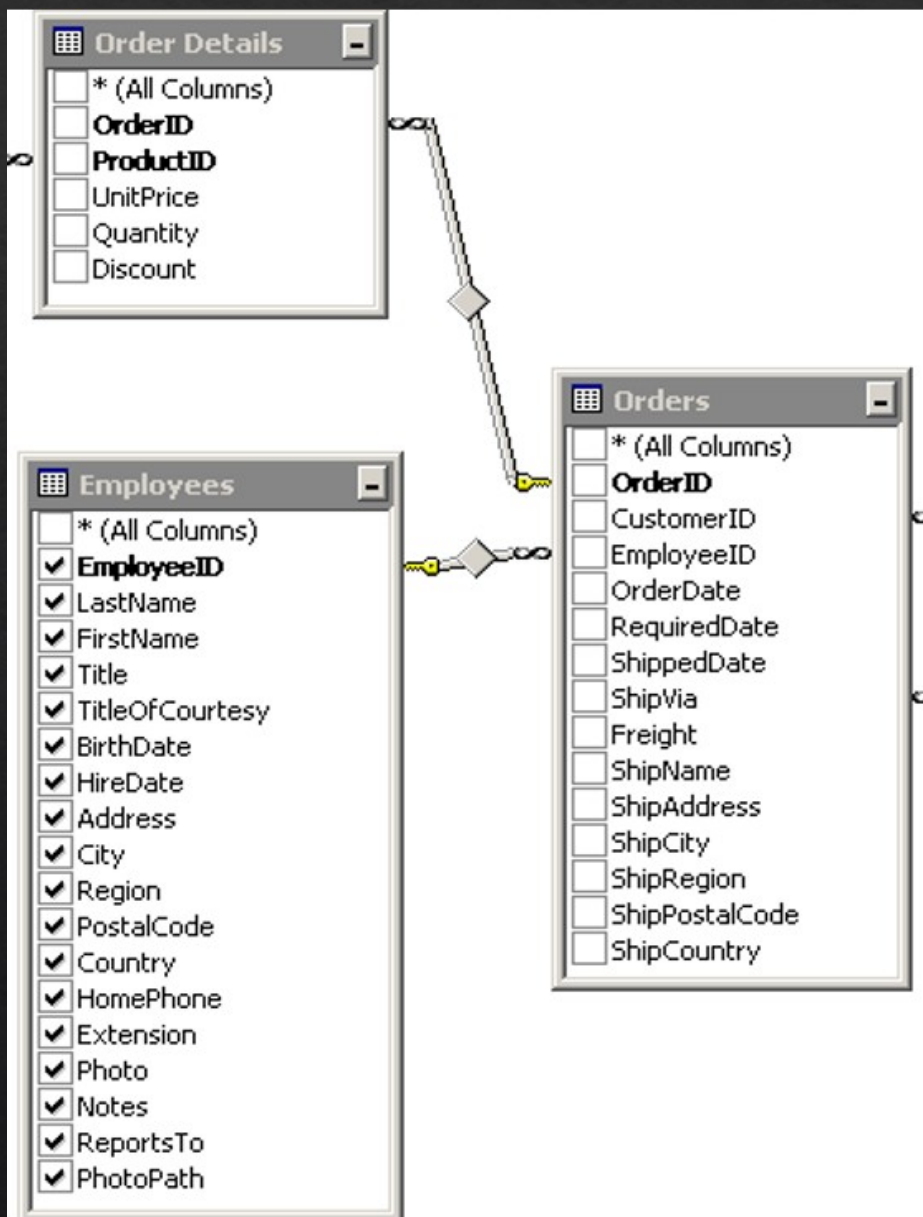 Order Details
* (All Columns)
OrderID
ProductID
UnitPrice
Quantity
Discount
Orders
* (All Columns)
OrderID
CustomerID
EmployeeID
OrderDate
RequiredDate
ShippedDate
ShipVia
Freight
ShipName
ShipAddress
ShipCity
ShipRegion
ShipPostalCode
ShipCountry
Employees
* (All Columns)
EmployeeID
LastName
FirstName
Title
TitleOfCourtesy
BirthDate
HireDate
Address
City
Region
PostalCode
Country
HomePhone
Extension
Photo
Notes
ReportsTo
PhotoPath